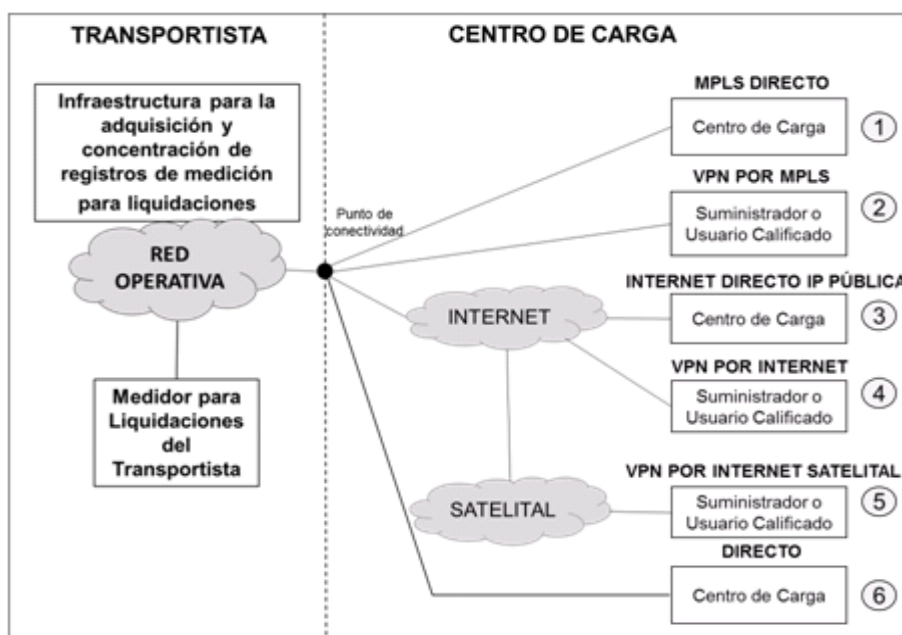 TRANSPORTISTA
Infraestructura para la
adquisición y
concentración de
registros de medición
para liquidaciones
RED
OPERATIVA
Medidor para
Liquidaciones
del
Transportista
Punto de
conectividad
CENTRO DE CARGA
MPLS DIRECTO
Centro de Carga
1
VPN POR MPLS
Suministrador o
Usuario Calificado
2
INTERNET
INTERNET DIRECTO IP PÚBLICA
Centro de Carga
3
VPN POR INTERNET
Suministrador o
Usuario Calificado
4
SATELITAL
VPN POR INTERNET SATELITAL
Suministrador o
Usuario Calificado
5
DIRECTO
Centro de Carga
6